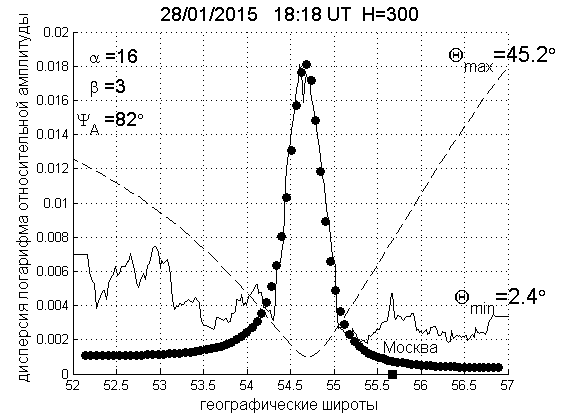 28/01/2015 18:18 UT H=300
дисперсия логарифма относительной амплитуды
0.02
0.018
0.016
0.014
0.012
0.01
0.008
0.006
0.004
0.002
0
α =16
β =3
Ψ_A =82°
Θ_max =45.2°
Θ_min =2.4°
Москва
52 52.5 53 53.5 54 54.5 55 55.5 56 56.5 57
географические широты